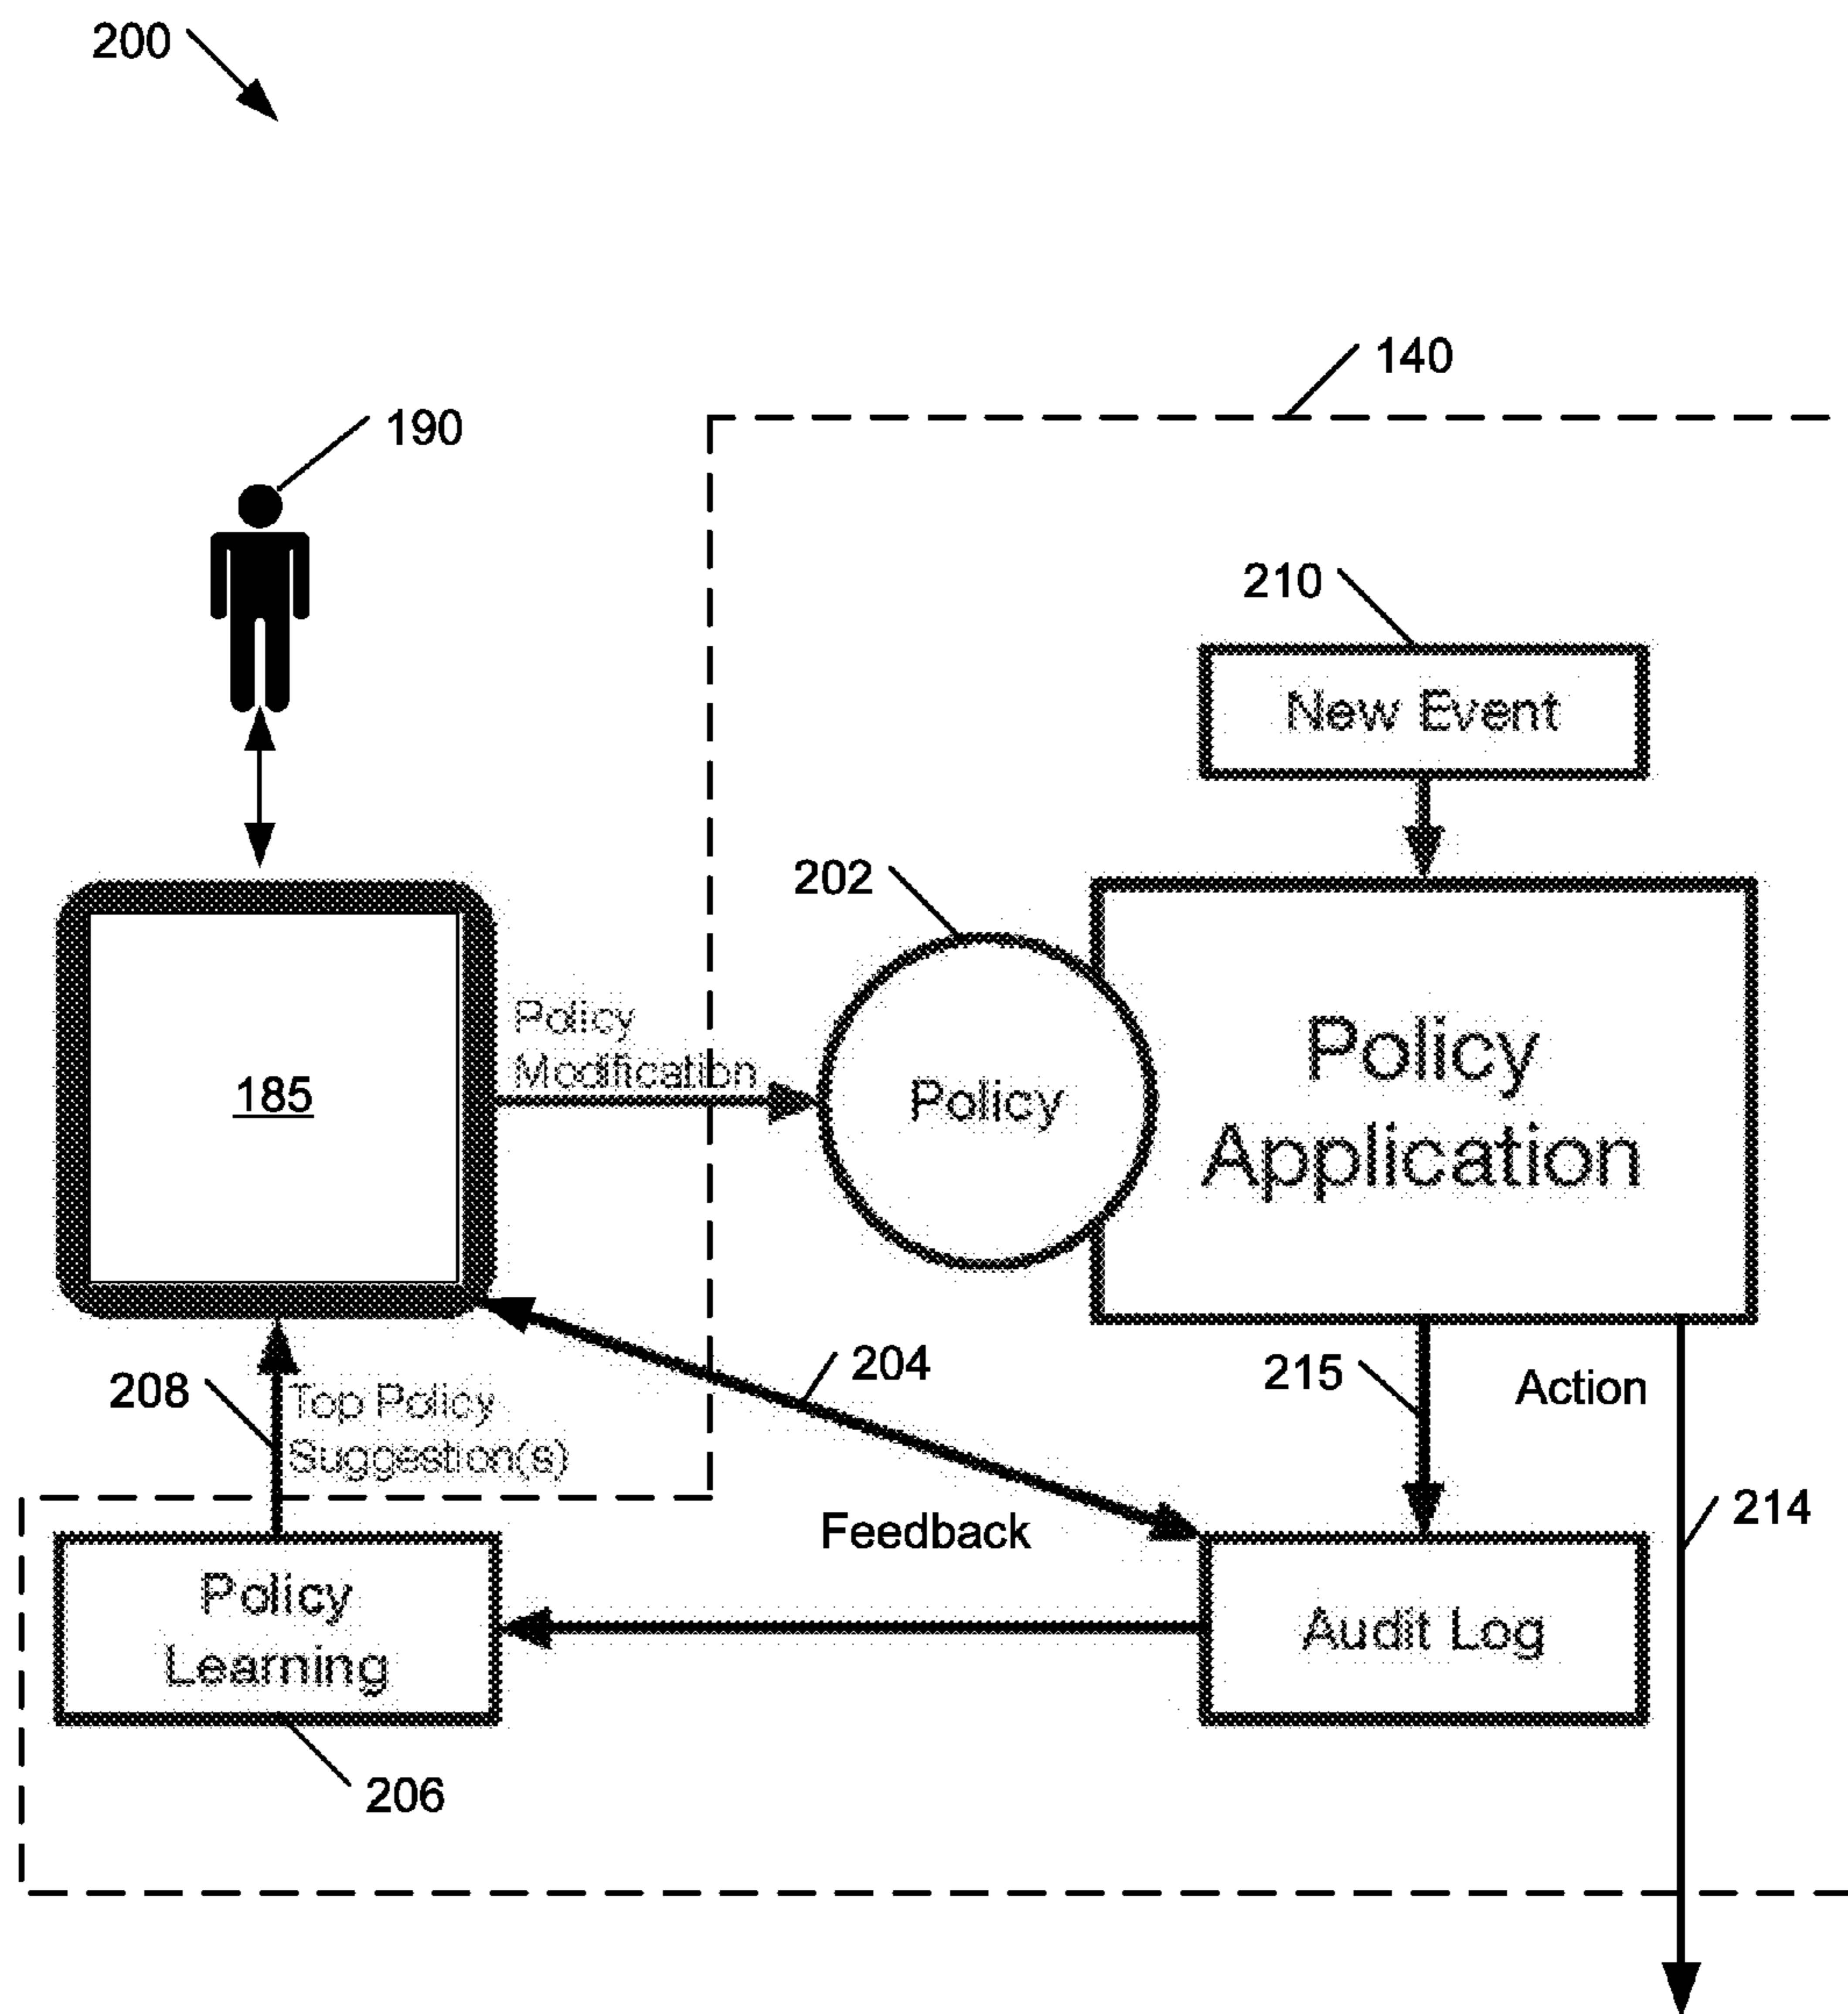 200
140
190
210
New Event
202
Policy
Modification
185
Policy
Policy
Application
204
215
Action
208
Top Policy
Suggestion(s)
214
Feedback
Policy
Learning
Audit Log
206